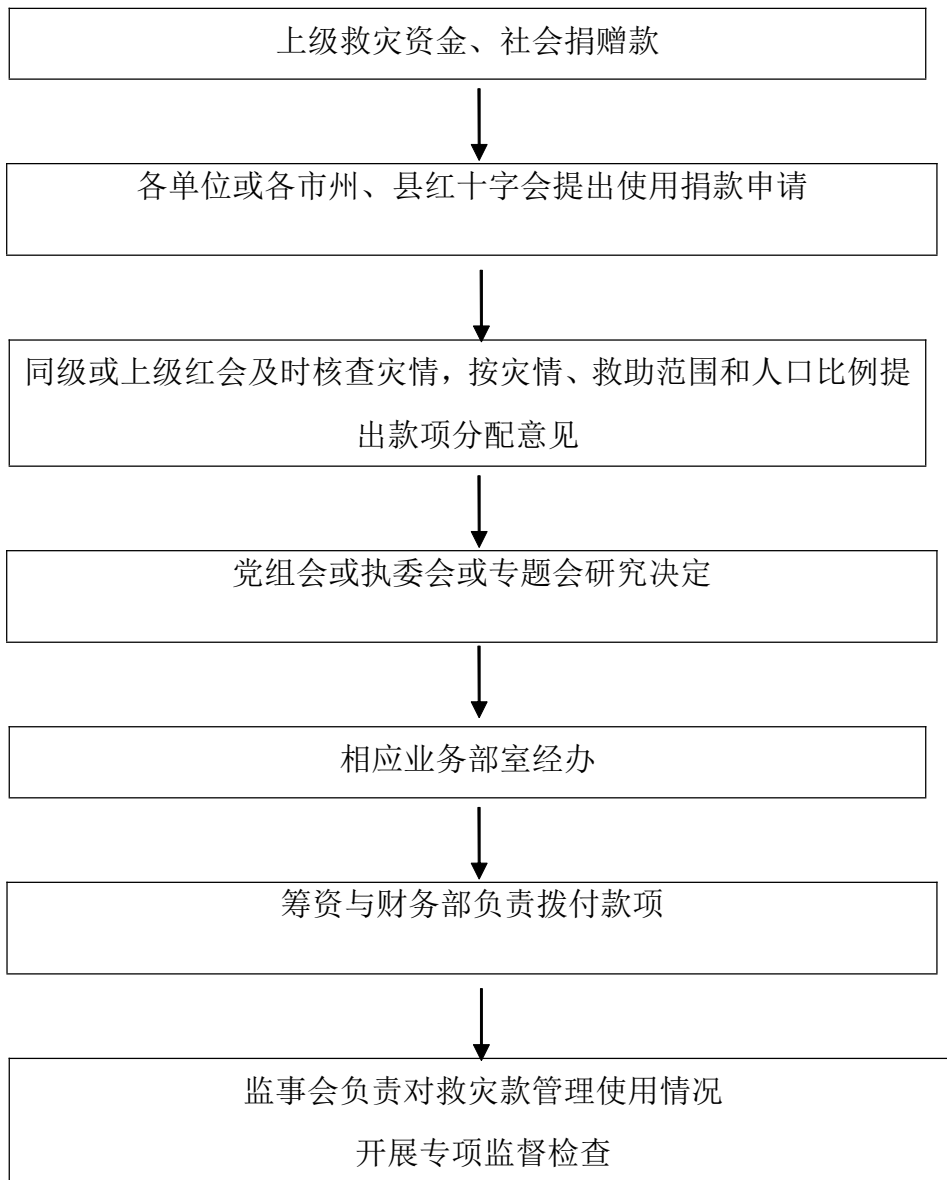 上级救灾资金、社会捐赠款
各单位或各市州、县红十字会提出使用捐款申请
同级或上级红会及时核查灾情，按灾情、救助范围和人口比例提
出款项分配意见
党组会或执委会或专题会研究决定
相应业务部室经办
筹资与财务部负责拨付款项
监事会负责对救灾款管理使用情况
开展专项监督检查